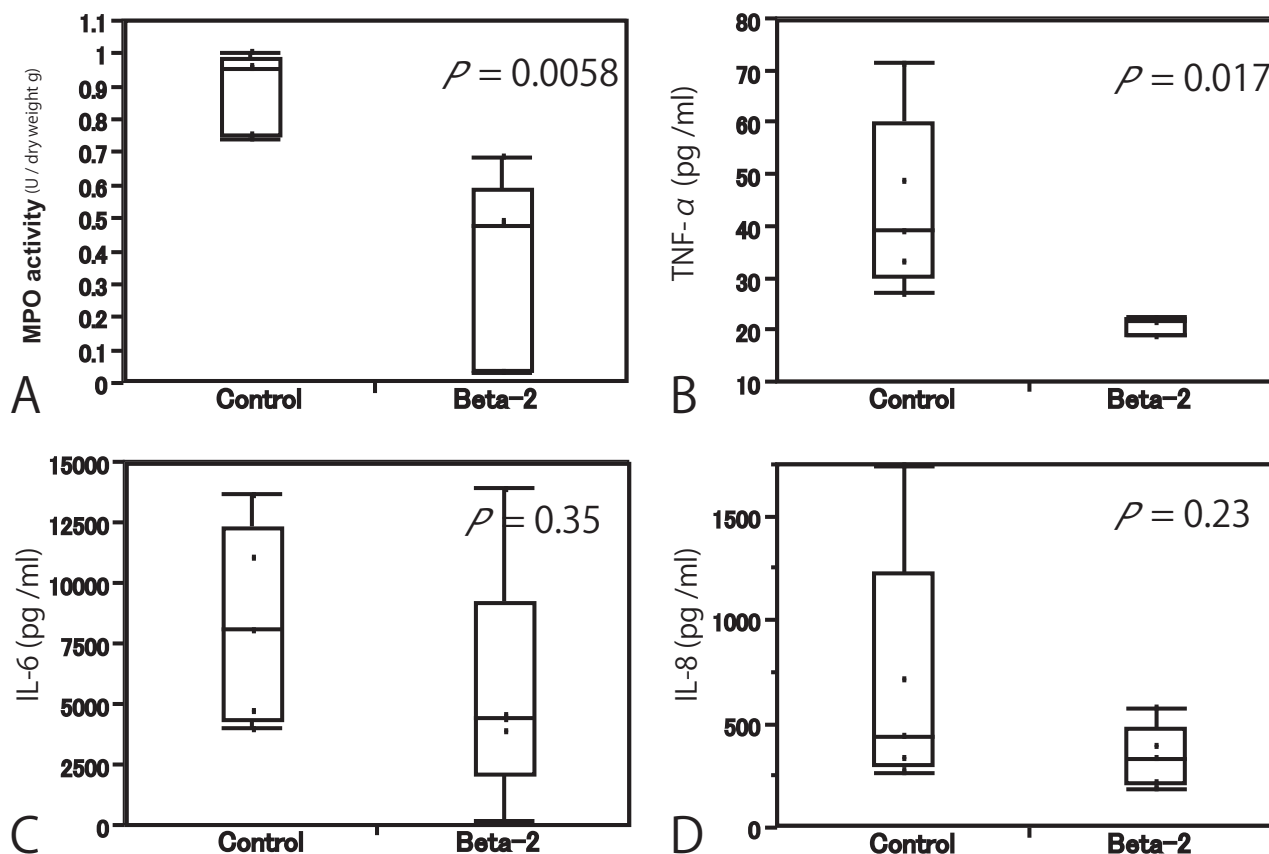 MPO activity (U / dry weight g)
1.1
1
0.9
0.8
0.7
0.6
0.5
0.4
0.3
0.2
0.1
0
P = 0.0058
Control
Beta-2
A
TNF- α (pg /ml)
80
70
60
50
40
30
20
10
P = 0.017
Control
Beta-2
B
IL-6 (pg /ml)
15000
12500
10000
7500
5000
2500
0
P = 0.35
Control
Beta-2
C
IL-8 (pg /ml)
1500
1000
500
0
P = 0.23
Control
Beta-2
D